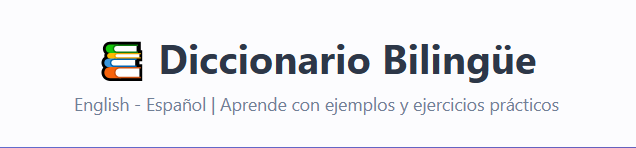 Diccionario Bilingüe
English - Español | Aprende con ejemplos y ejercicios prácticos